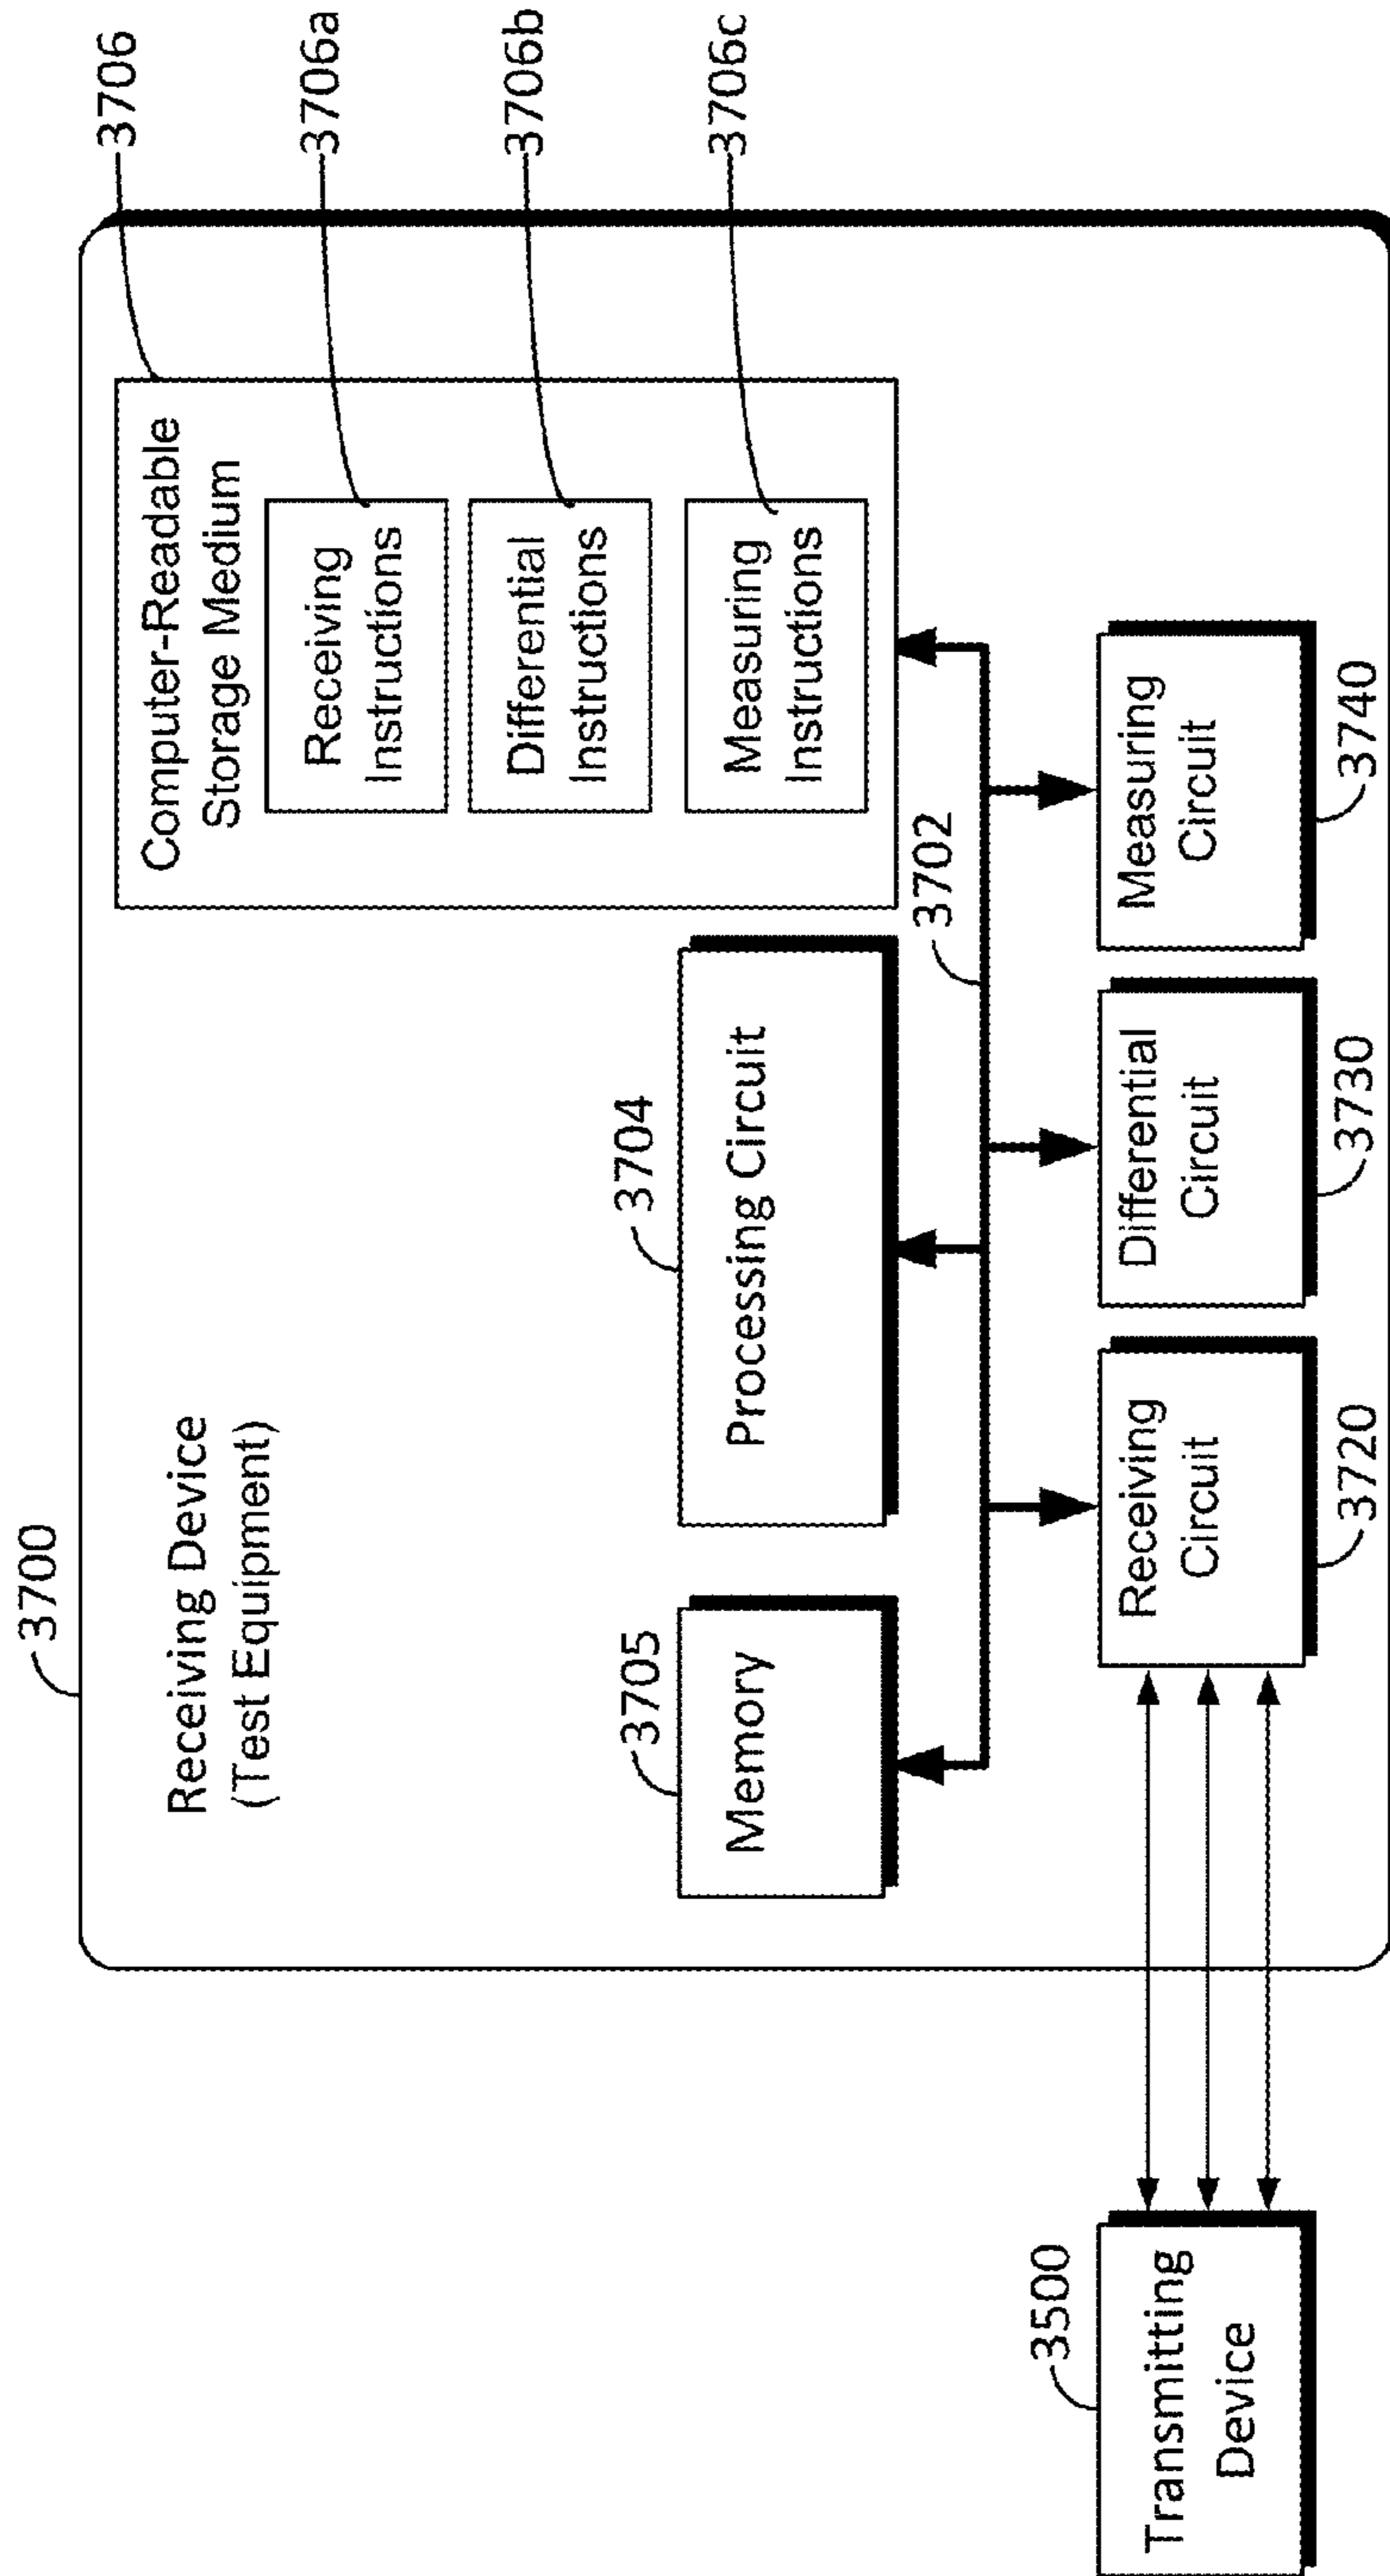 3700
Receiving Device
(Test Equipment)
3706
Computer-Readable
Storage Medium
3706a
Receiving
Instructions
3706b
Differential
Instructions
3706c
Measuring
Instructions
3705
Memory
3704
Processing Circuit
3702
3500
Transmitting
Device
Receiving
Circuit
3720
Differential
Circuit
3730
Measuring
Circuit
3740